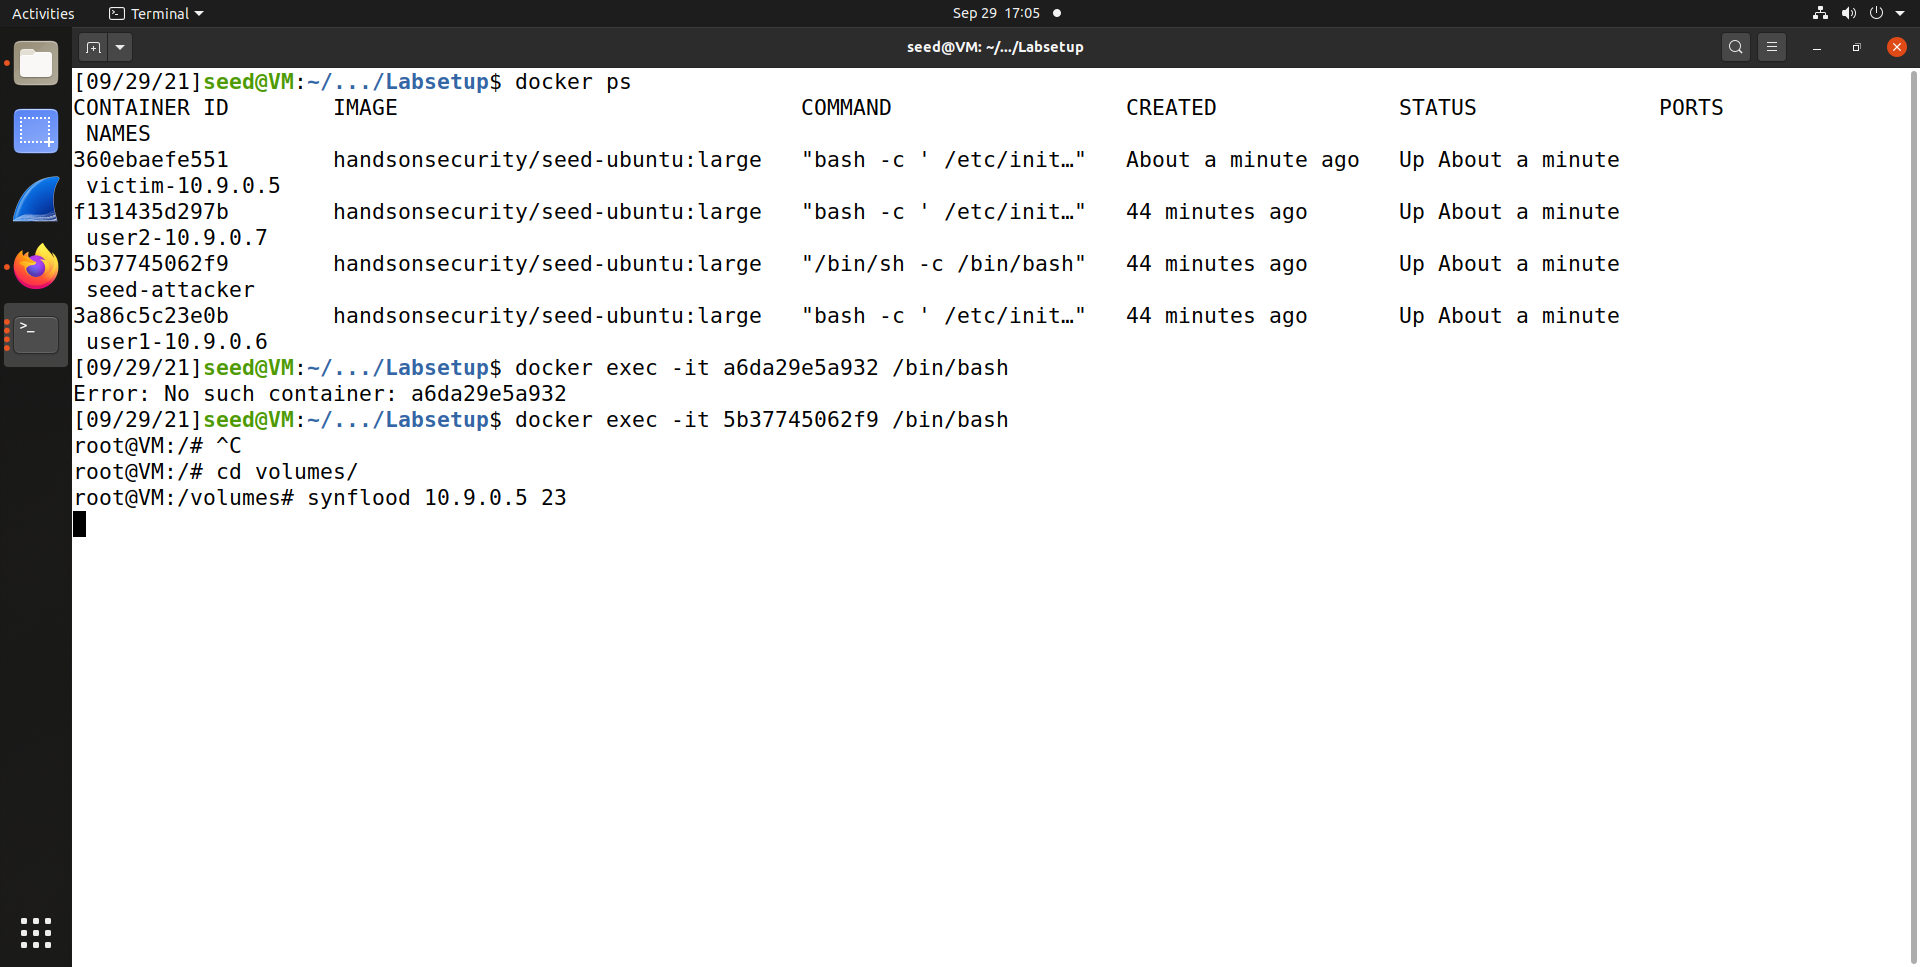 Activities Terminal Sep 29 17:05
seed@VM: ~/.../Labsetup
[09/29/21]seed@VM:~/.../Labsetup$ docker ps
CONTAINER ID IMAGE COMMAND CREATED STATUS PORTS
NAMES
360ebaefe551 handsonsecurity/seed-ubuntu:large "bash -c ' /etc/init…" About a minute ago Up About a minute
victim-10.9.0.5
f131435d297b handsonsecurity/seed-ubuntu:large "bash -c ' /etc/init…" 44 minutes ago Up About a minute
user2-10.9.0.7
5b37745062f9 handsonsecurity/seed-ubuntu:large "/bin/sh -c /bin/bash" 44 minutes ago Up About a minute
seed-attacker
3a86c5c23e0b handsonsecurity/seed-ubuntu:large "bash -c ' /etc/init…" 44 minutes ago Up About a minute
user1-10.9.0.6
[09/29/21]seed@VM:~/.../Labsetup$ docker exec -it a6da29e5a932 /bin/bash
Error: No such container: a6da29e5a932
[09/29/21]seed@VM:~/.../Labsetup$ docker exec -it 5b37745062f9 /bin/bash
root@VM:/# ^C
root@VM:/# cd volumes/
root@VM:/volumes# synflood 10.9.0.5 23